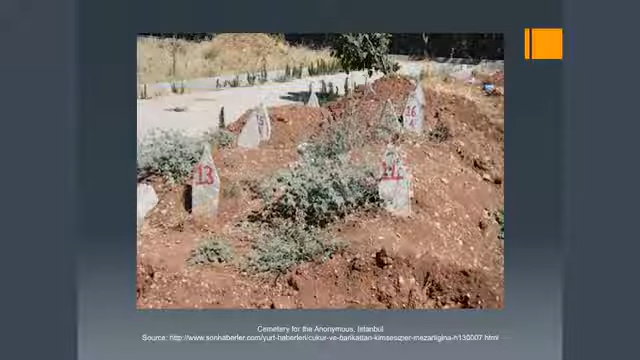 16
A
13
14
Cemetery for the Anonymous, Istanbul
Source: http://www.sonhaberler.com/yurt-haberleri/cukur-ve-barikattan-kimsesizler-mezarligina-h130007.html